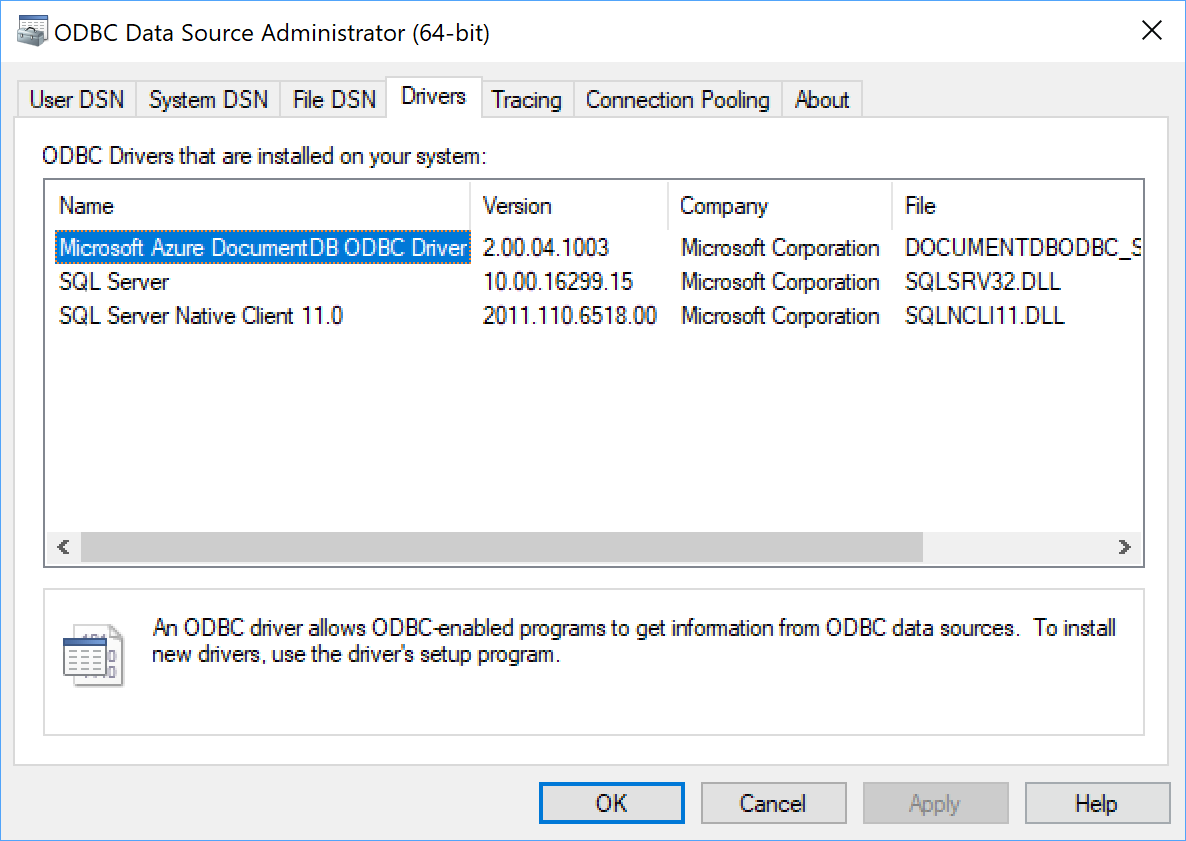 ODBC Data Source Administrator (64-bit)
User DSN System DSN File DSN Drivers Tracing Connection Pooling About
ODBC Drivers that are installed on your system:
Name Version Company File
Microsoft Azure DocumentDB ODBC Driver 2.00.04.1003 Microsoft Corporation DOCUMENTDBODBC_S
SQL Server 10.00.16299.15 Microsoft Corporation SQLSRV32.DLL
SQL Server Native Client 11.0 2011.110.6518.00 Microsoft Corporation SQLNCLI11.DLL
An ODBC driver allows ODBC-enabled programs to get information from ODBC data sources. To install
new drivers, use the driver's setup program.
OK Cancel Apply Help